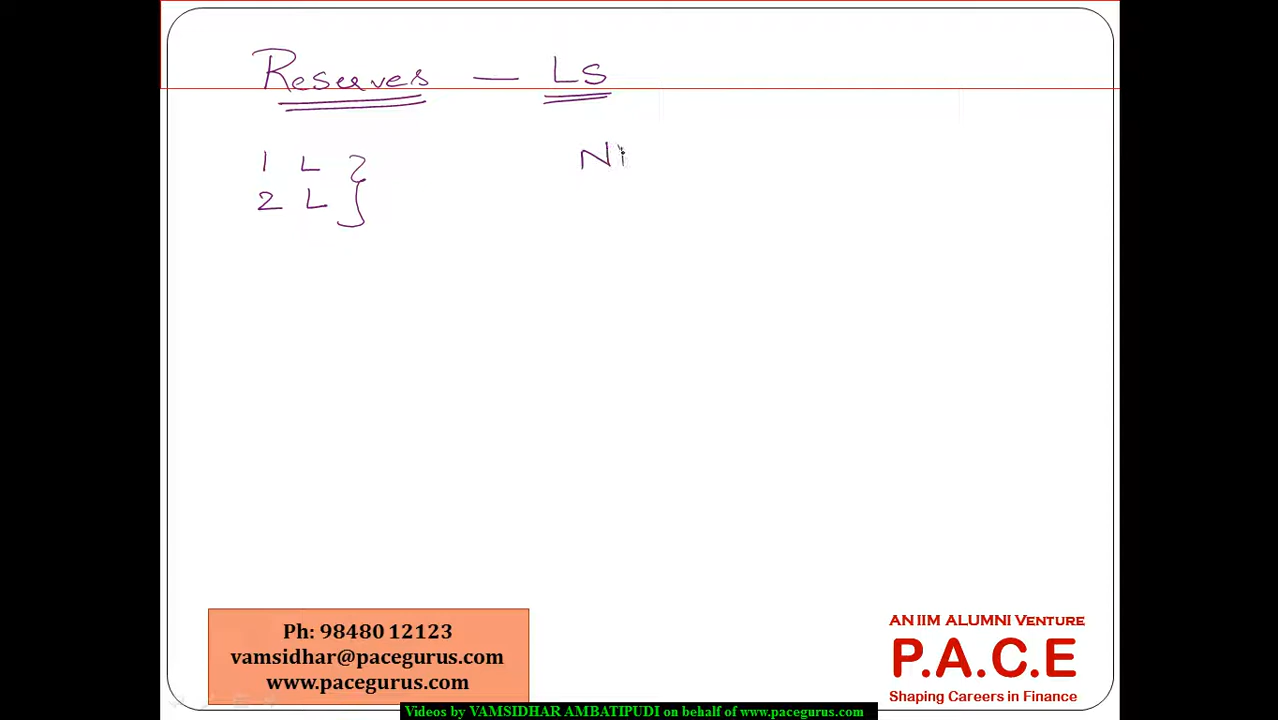 Reserves — LS
1 L }
2 L
Ni
Ph: 98480 12123
vamsidhar@pacegurus.com
www.pacegurus.com
AN IIM ALUMNI VENTURE
P.A.C.E
Shaping Careers in Finance
Videos by VAMSIDHAR AMBATIPUDI on behalf of www.pacegurus.com